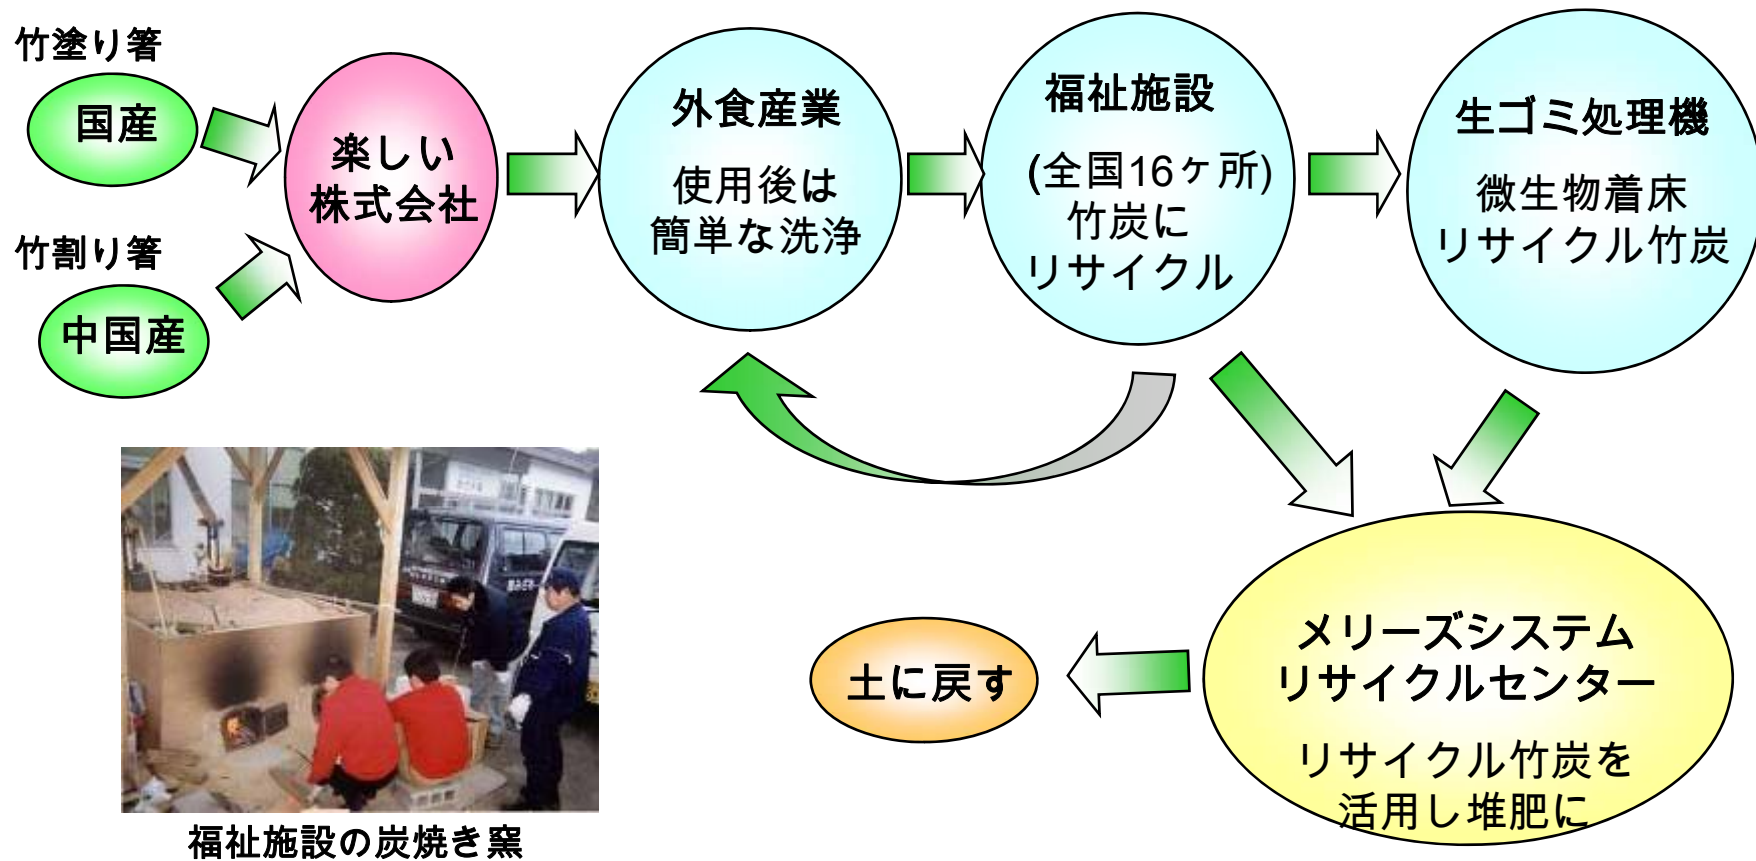 竹塗り箸
国産
竹割り箸
中国産
楽しい
株式会社
外食産業
使用後は
簡単な洗浄
福祉施設
(全国16ヶ所)
竹炭に
リサイクル
生ゴミ処理機
微生物着床
リサイクル竹炭
メリーズシステム
リサイクルセンター
リサイクル竹炭を
活用し堆肥に
土に戻す
福祉施設の炭焼き窯